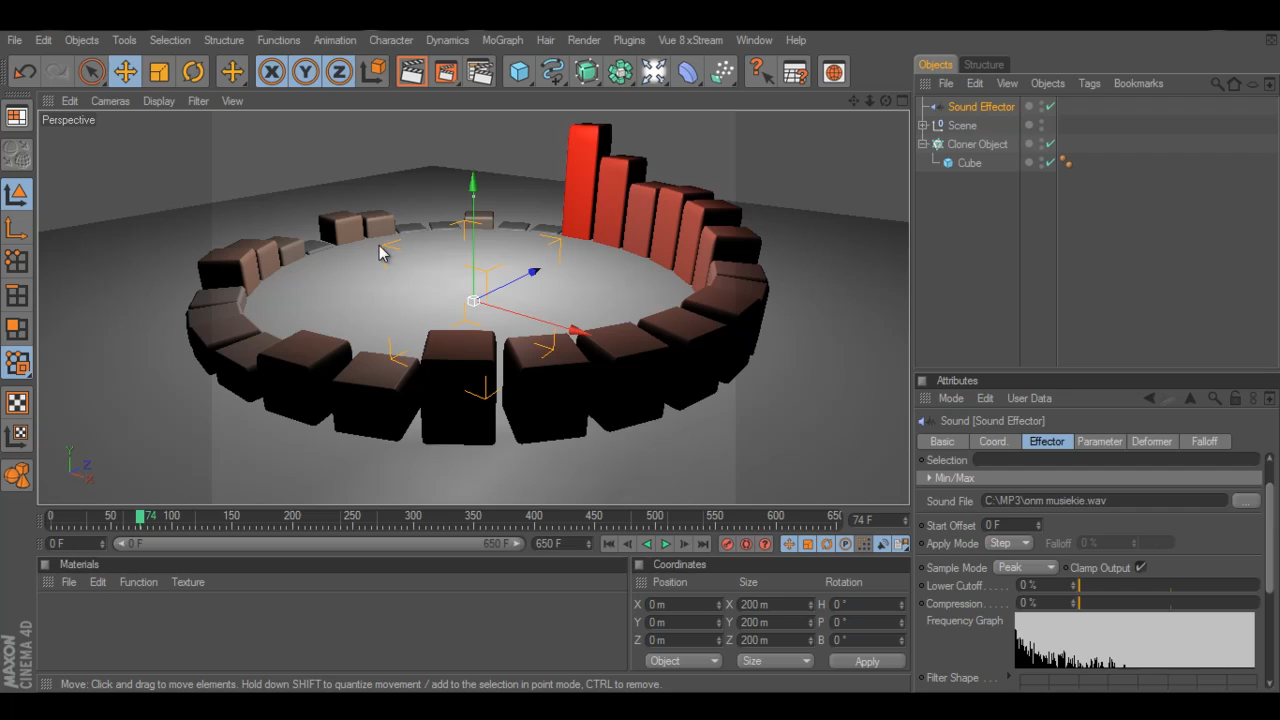 File Edit Objects Tools Selection Structure Functions Animation Character Dynamics MoGraph Hair Render Plugins Vue 8 xStream Window Help
Objects Structure
Edit Cameras Display Filter View
File Edit View Objects Tags Bookmarks
Perspective
Sound Effector
Scene
Cloner Object
Cube
Y
Z
X
Attributes
Mode Edit User Data
Sound [Sound Effector]
Basic Coord. Effector Parameter Deformer Falloff
Selection
Min/Max
Sound File C:\MP3\onm musiekie.wav ...
Start Offset 0 F
Apply Mode Step Falloff 0 %
Sample Mode Peak Clamp Output
Lower Cutoff 0 %
Compression 0 %
Frequency Graph
Filter Shape
0 50 74 100 150 200 250 300 350 400 450 500 550 600 650 74 F
0 F 0 F 650 F 650 F
Materials
File Edit Function Texture
Coordinates
Position Size Rotation
X 0 m X 200 m H 0 °
Y 0 m Y 200 m P 0 °
Z 0 m Z 200 m B 0 °
Object Size Apply
MAXON
CINEMA 4D
Move: Click and drag to move elements. Hold down SHIFT to quantize movement / add to the selection in point mode, CTRL to remove.